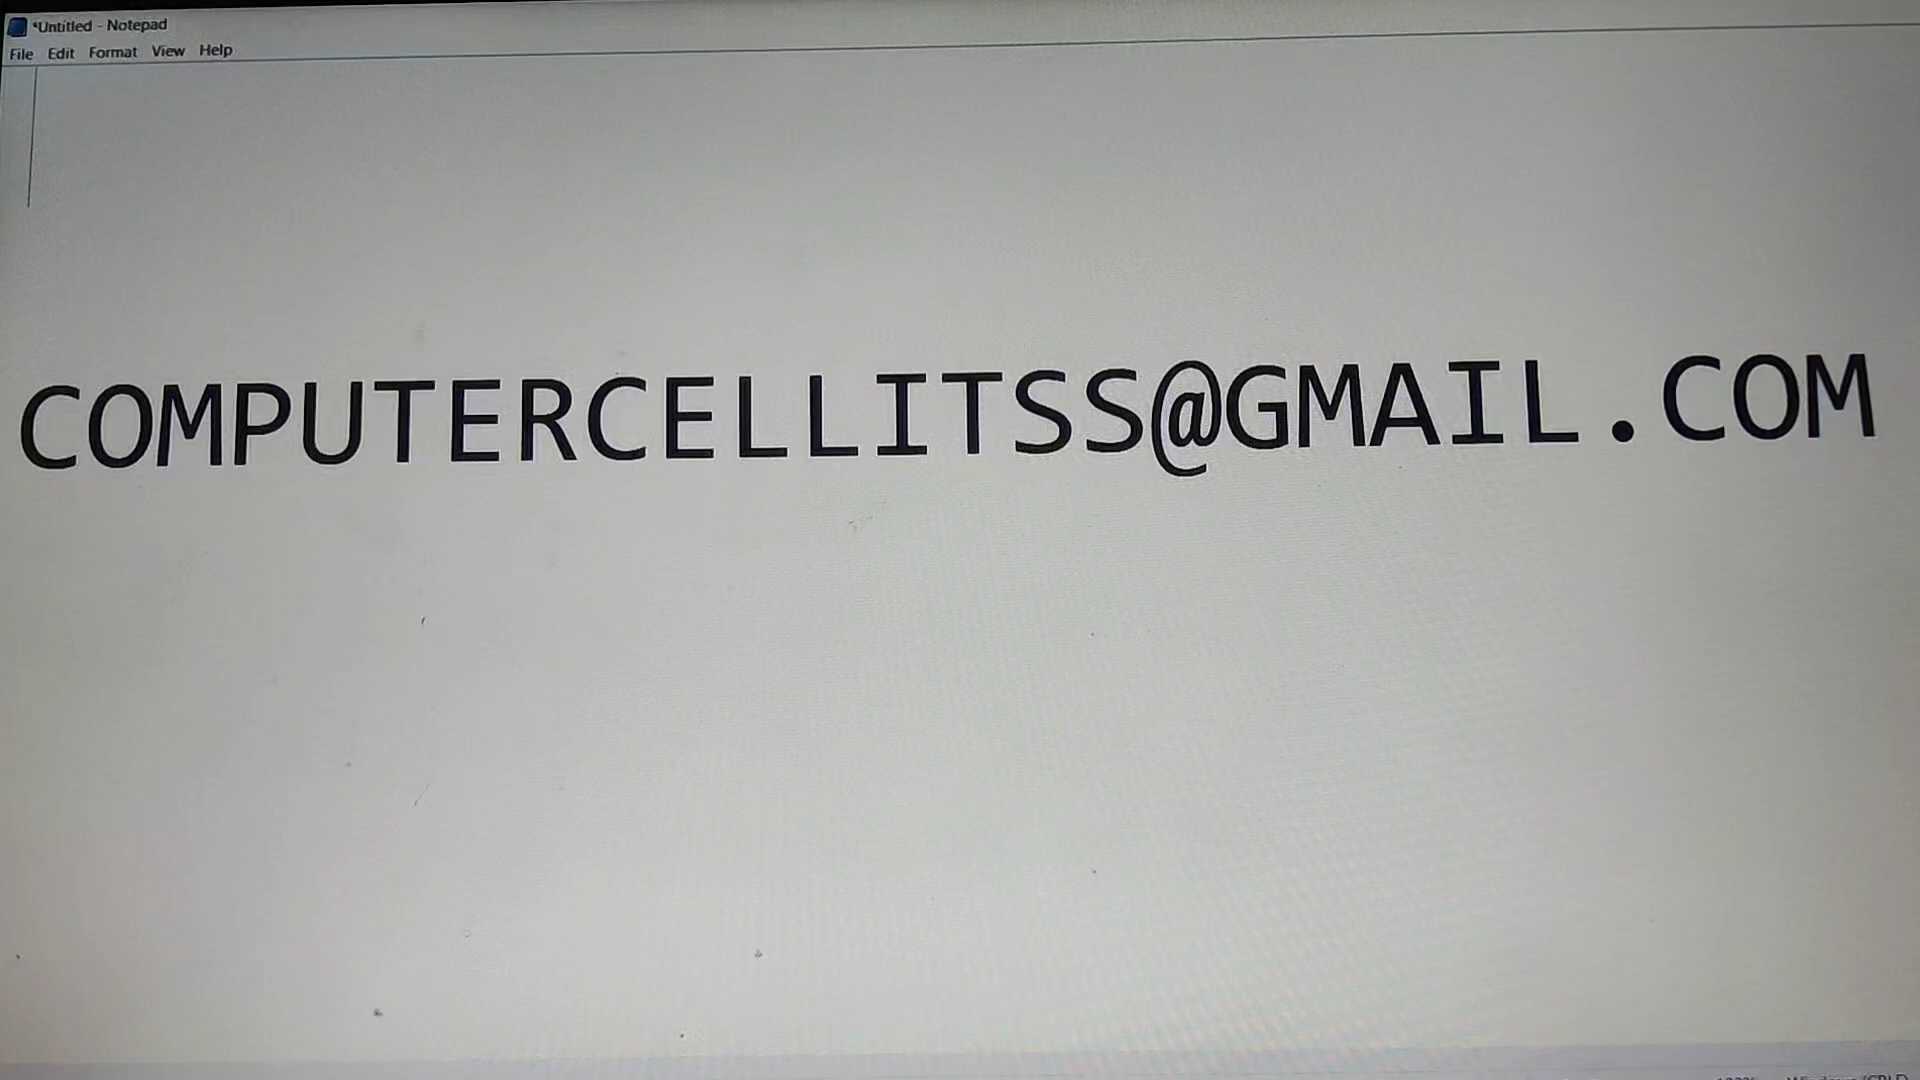 *Untitled - Notepad
File Edit Format View Help
COMPUTERCELLITSS@GMAIL.COM